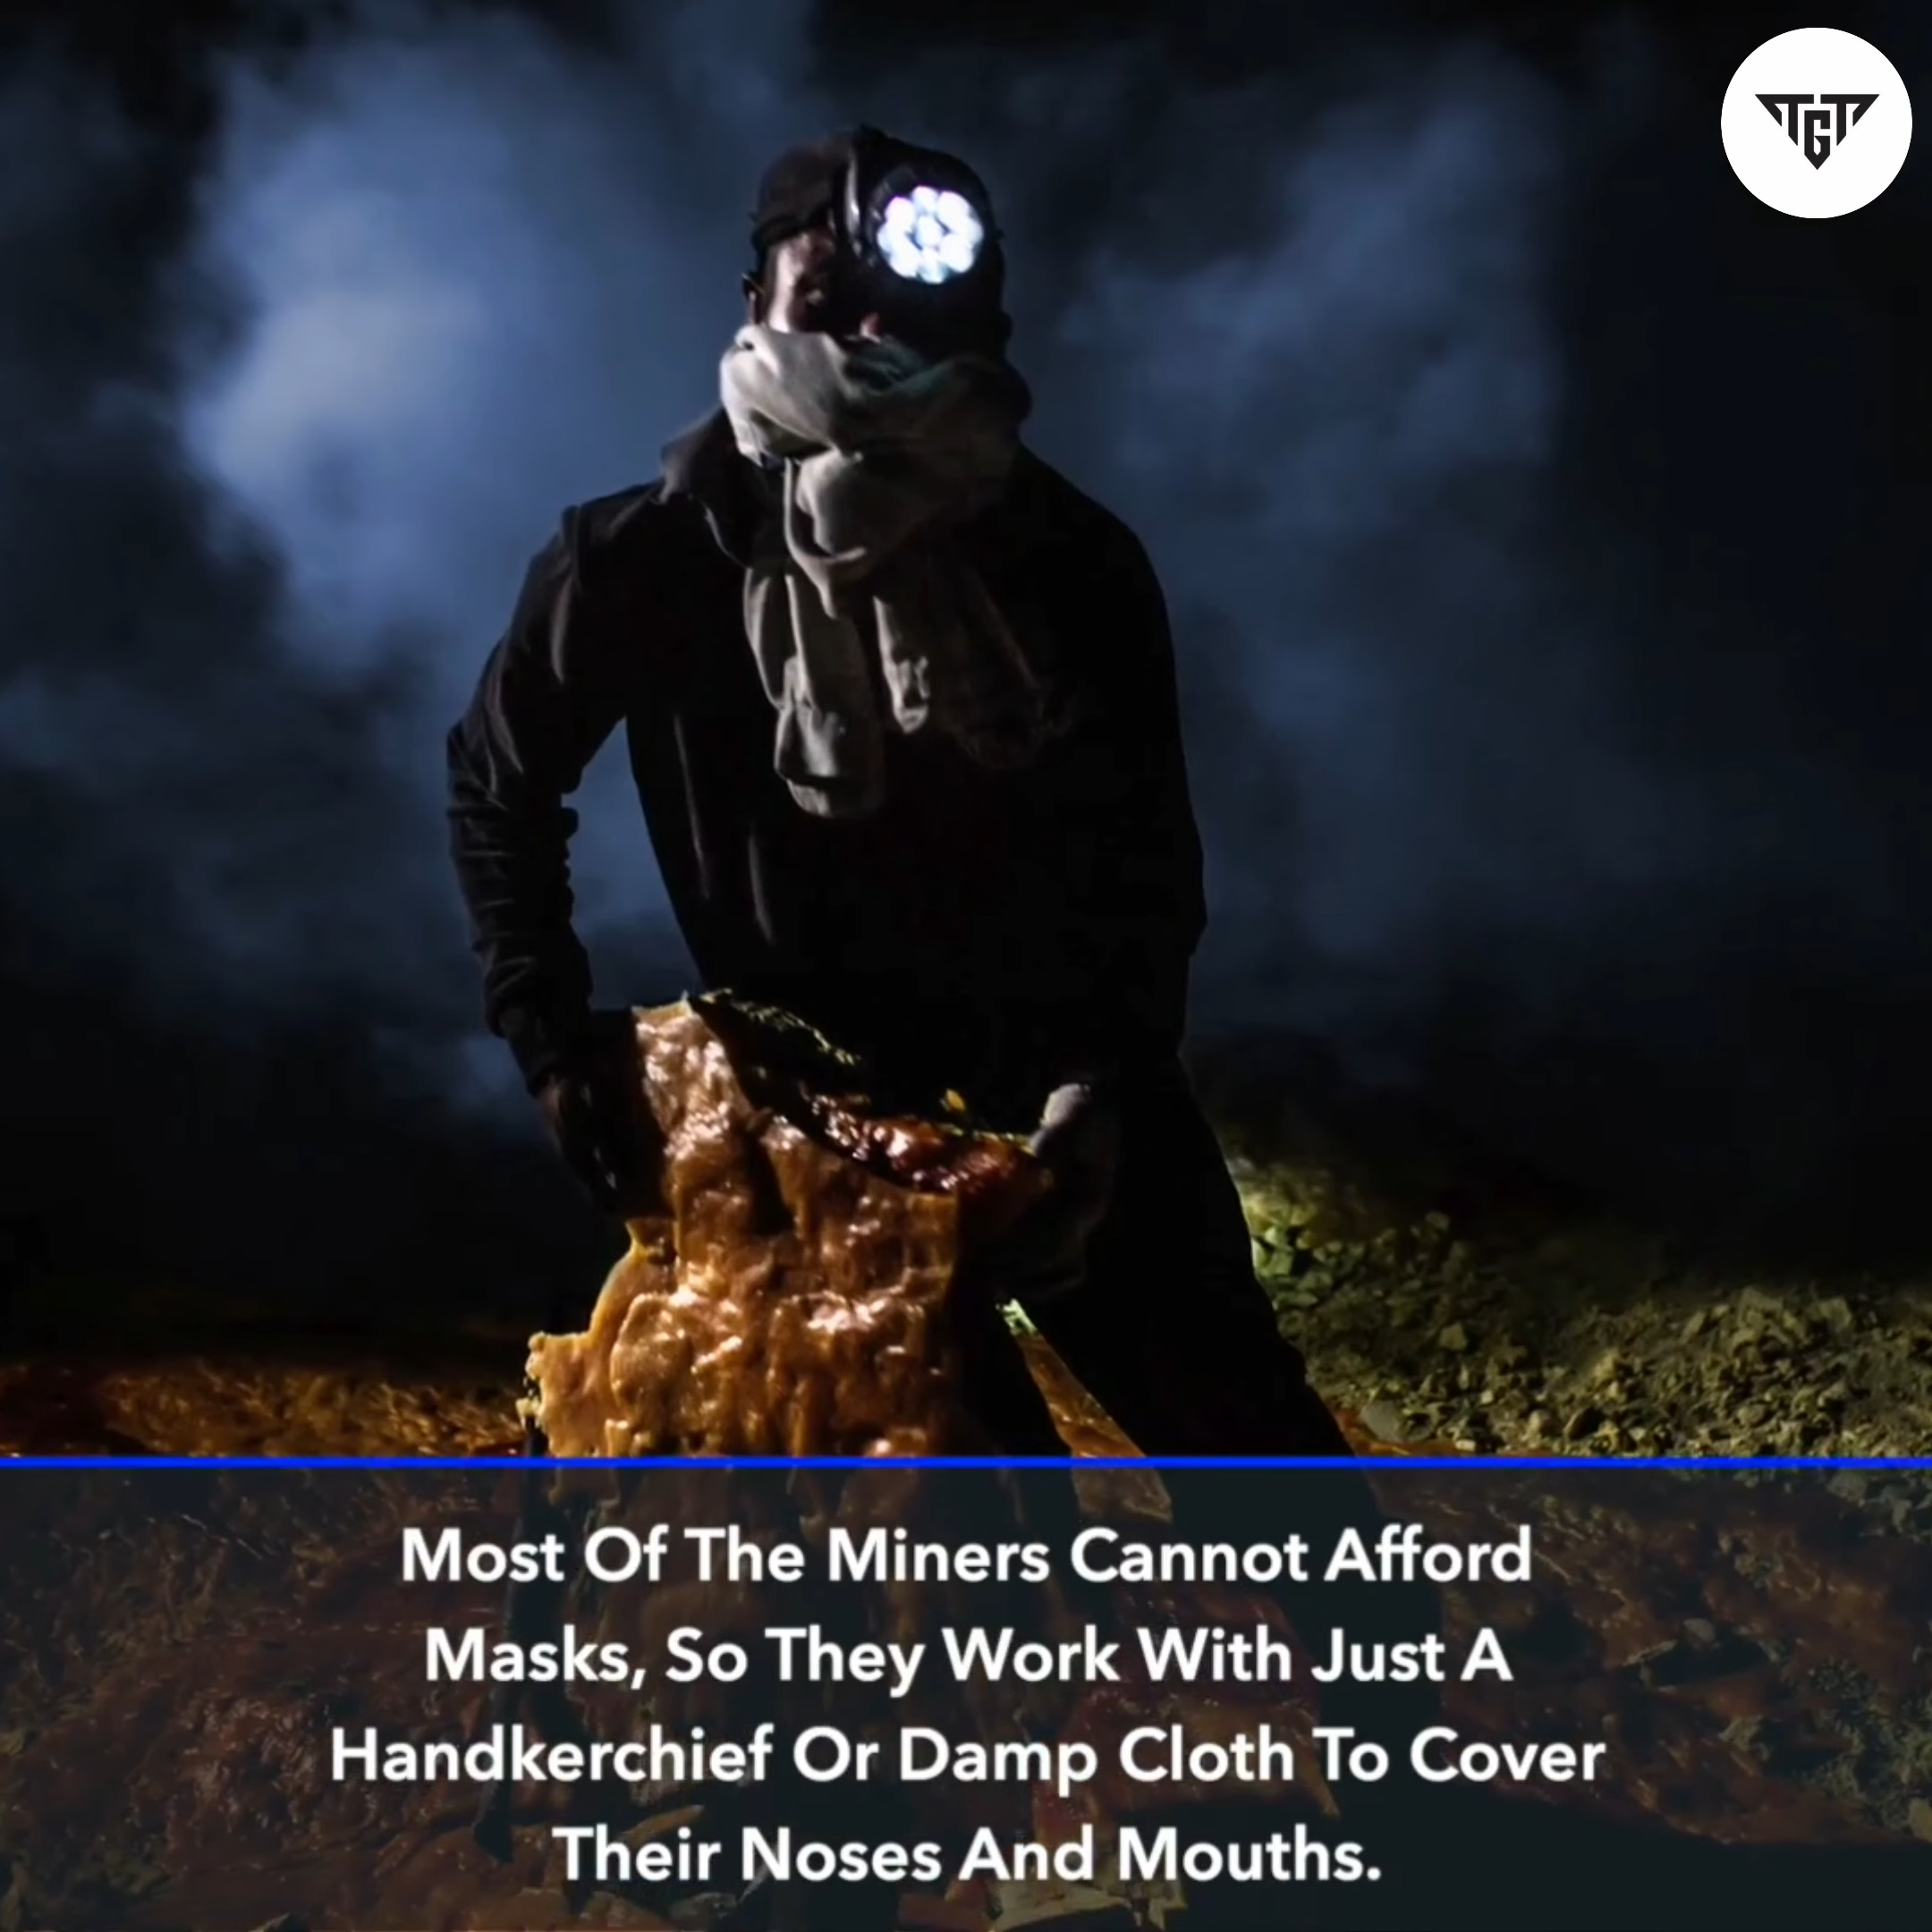 TGT
Most Of The Miners Cannot Afford
Masks, So They Work With Just A
Handkerchief Or Damp Cloth To Cover
Their Noses And Mouths.